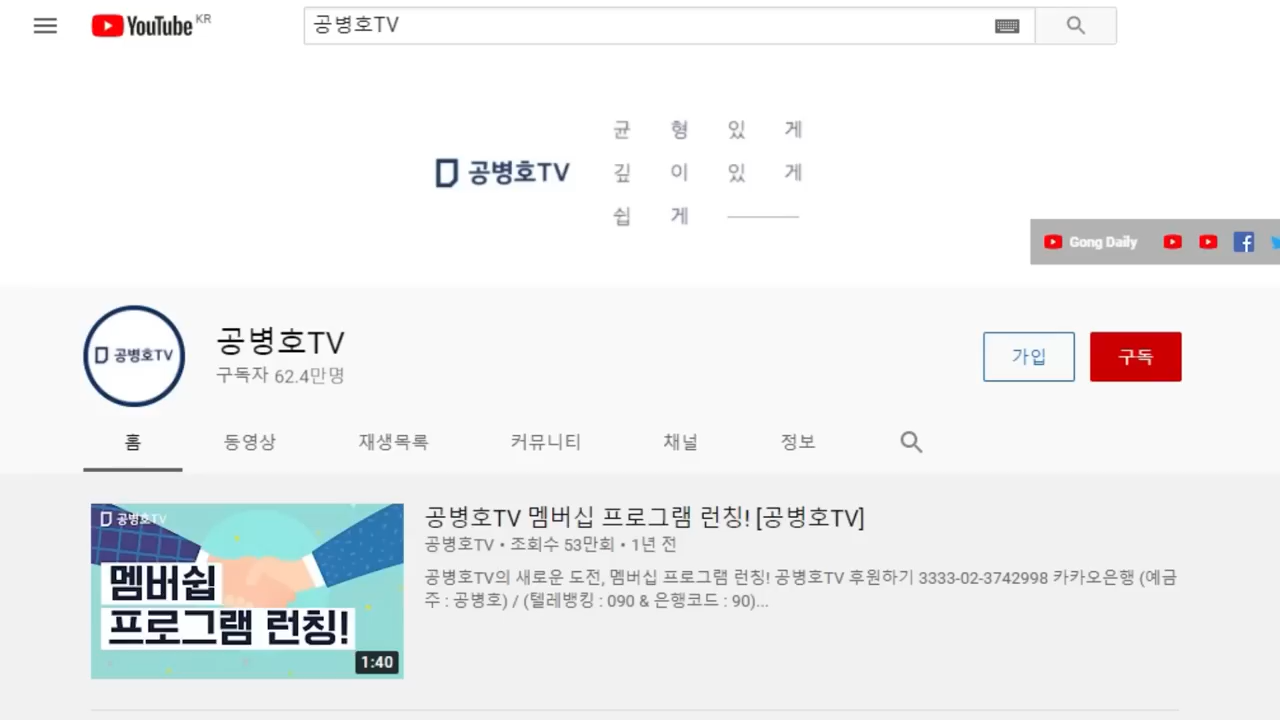 YouTube KR
공병호TV
균 형 있 게
공병호TV
깊 이 있 게
쉽 게
Gong Daily
공병호TV
공병호TV
구독자 62.4만명
가입
구독
홈
동영상
재생목록
커뮤니티
채널
정보
공병호TV
멤버쉽
프로그램 런칭!
1:40
공병호TV 멤버십 프로그램 런칭! [공병호TV]
공병호TV • 조회수 53만회 • 1년 전
공병호TV의 새로운 도전, 멤버십 프로그램 런칭! 공병호TV 후원하기 3333-02-3742998 카카오은행 (예금
주 : 공병호) / (텔레뱅킹 : 090 & 은행코드 : 90)...